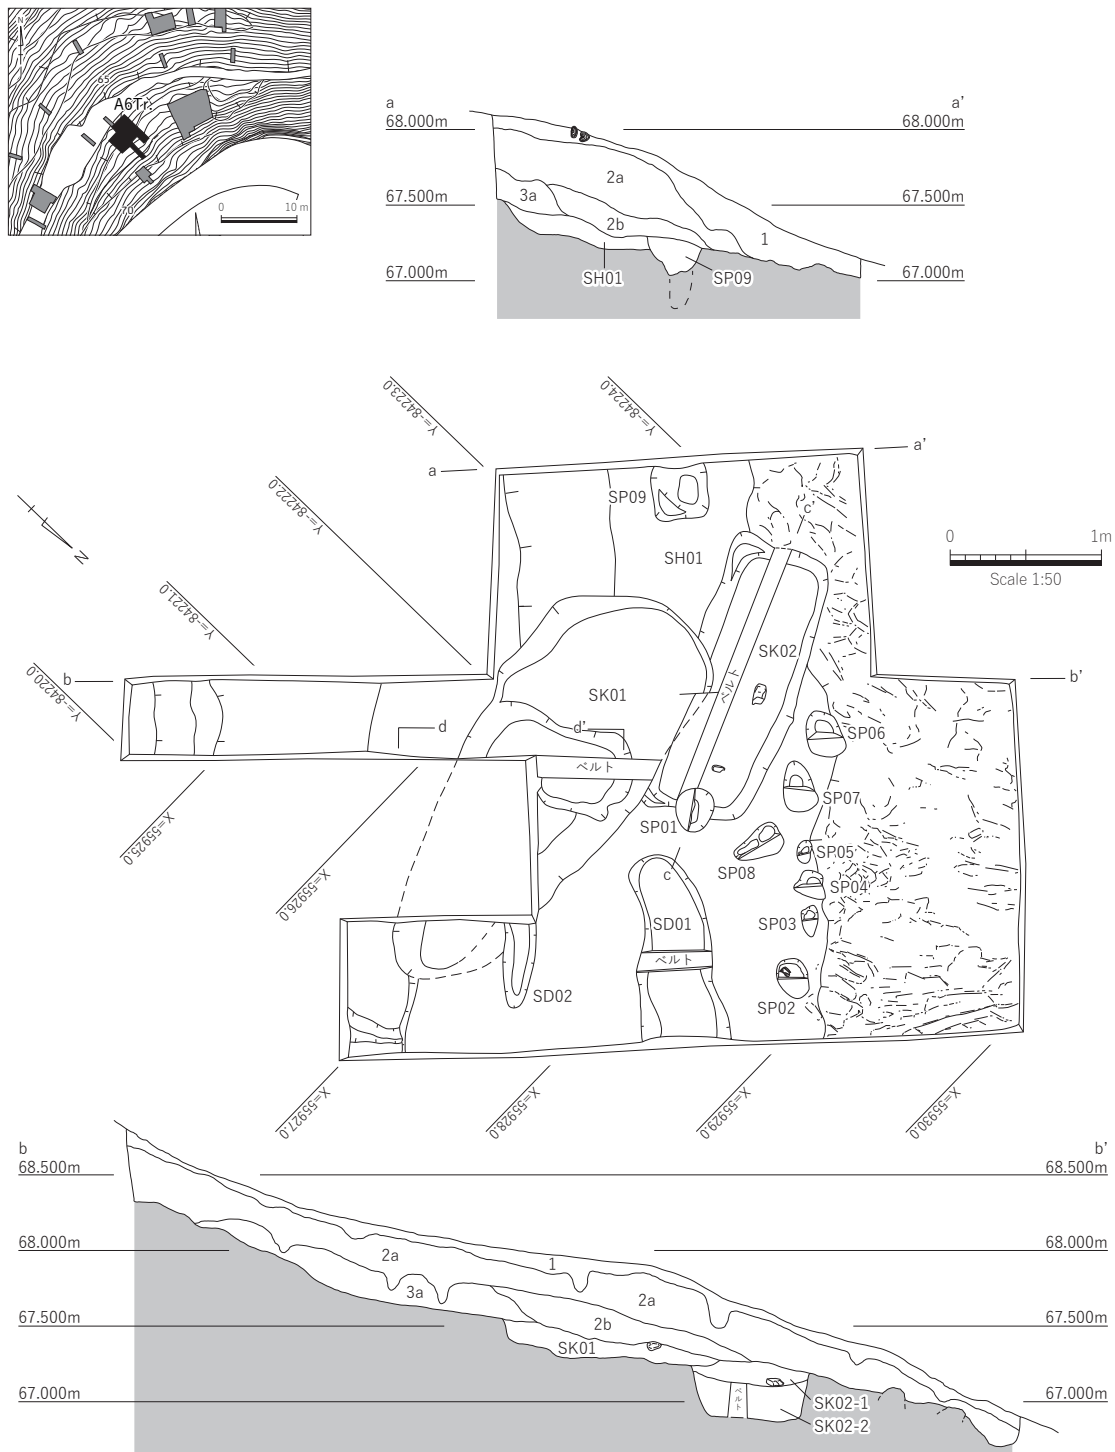 N
65
A6Tr.
70
0 10 m
a a'
68.000m 68.000m
2a
3a
67.500m 67.500m
2b
1
SH01 SP09
67.000m 67.000m
Y=-84223.0
Y=-84224.0
a a'
Y=-84222.0
SP09
c'
SH01
N
0 1m
Scale 1:50
Y=-84221.0
Y=-84220.0
b b'
SK02
ベルト
SK01
d d'
SP06
ベルト
SP07
SP01
X=55925.0
SP08
SP05
c
SP04
X=55926.0
SD01
SP03
ベルト
SD02
SP02
X=55927.0
X=55928.0
X=55929.0
X=55930.0
b b'
68.500m 68.500m
68.000m 68.000m
2a
1
3a
2a
67.500m 67.500m
2b
SK01
67.000m 67.000m
ベルト
SK02-1
SK02-2